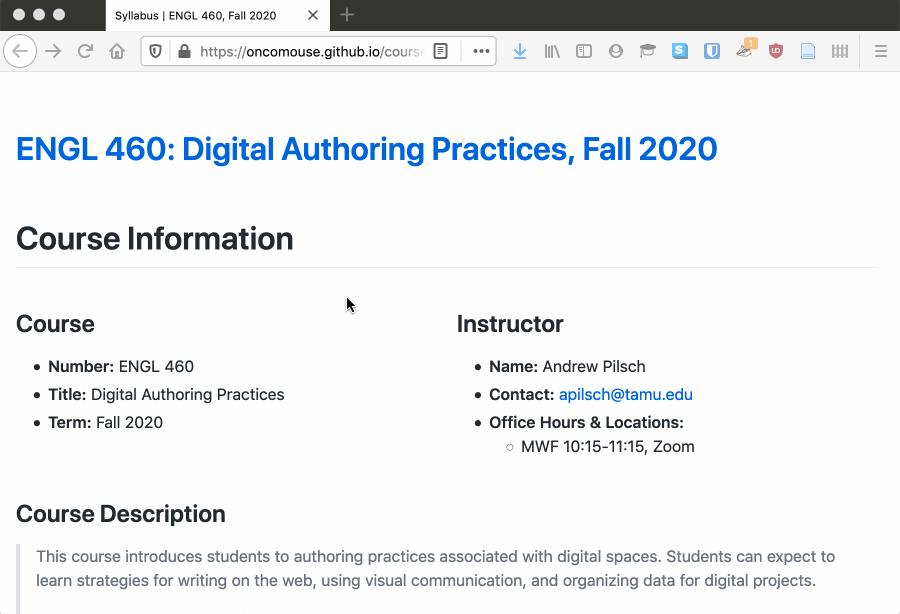 Syllabus | ENGL 460, Fall 2020
https://oncomouse.github.io/course
1
ENGL 460: Digital Authoring Practices, Fall 2020
Course Information
Course
Number: ENGL 460
Title: Digital Authoring Practices
Term: Fall 2020
Instructor
Name: Andrew Pilsch
Contact: apilsch@tamu.edu
Office Hours & Locations:
MWF 10:15-11:15, Zoom
Course Description
This course introduces students to authoring practices associated with digital spaces. Students can expect to
learn strategies for writing on the web, using visual communication, and organizing data for digital projects.